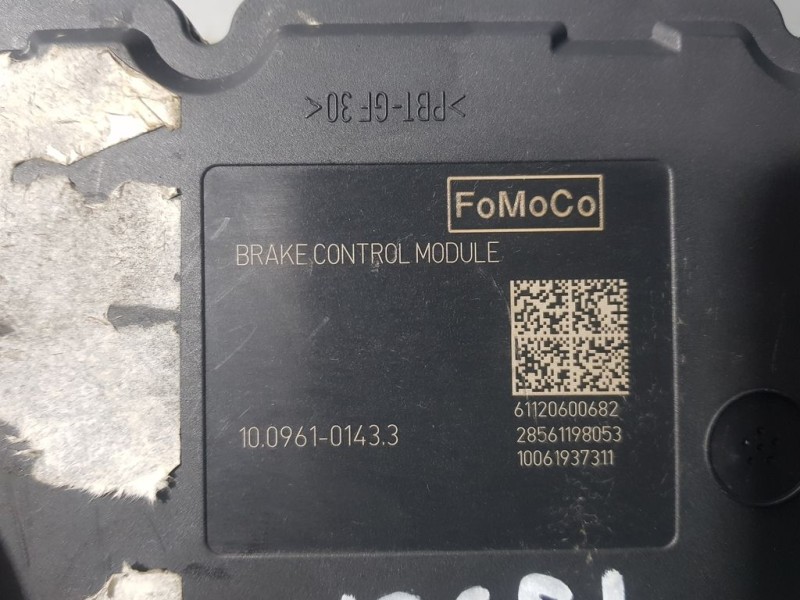 >PBT-GF 30<
FoMoCo
BRAKE CONTROL MODULE
61120600682
10.0961-0143.3
28561198053
10061937311